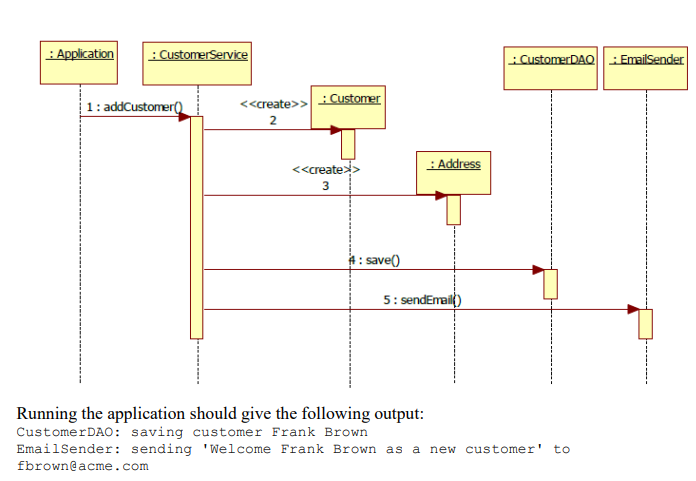 : Application
: CustomerService
: CustomerDAO
: EmailSender
1 : addCustomer()
<<create>>
2
: Customer
<<create>>
3
: Address
4 : save()
5 : sendEmail()
Running the application should give the following output:
CustomerDAO: saving customer Frank Brown
EmailSender: sending 'Welcome Frank Brown as a new customer' to
fbrown@acme.com